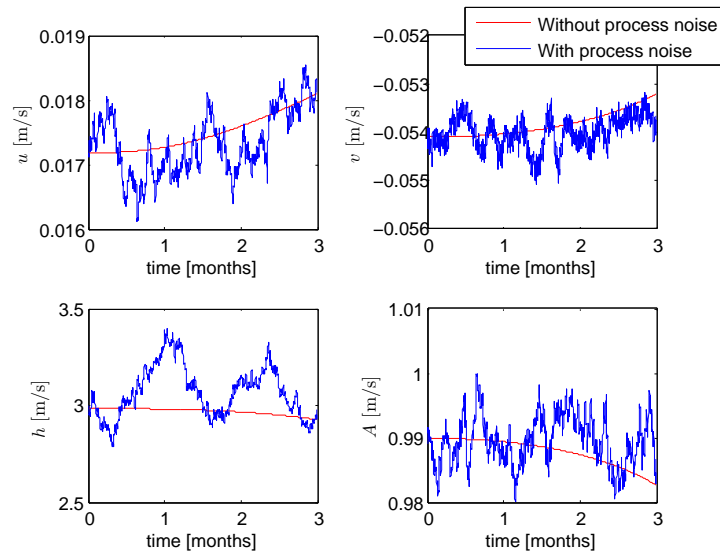 Without process noise
With process noise
0.019
0.018
0.017
0.016
u [m/s]
0 1 2 3
time [months]
−0.052
−0.053
−0.054
−0.055
−0.056
v [m/s]
0 1 2 3
time [months]
3.5
3
2.5
h [m/s]
0 1 2 3
time [months]
1.01
1
0.99
0.98
A [m/s]
0 1 2 3
time [months]